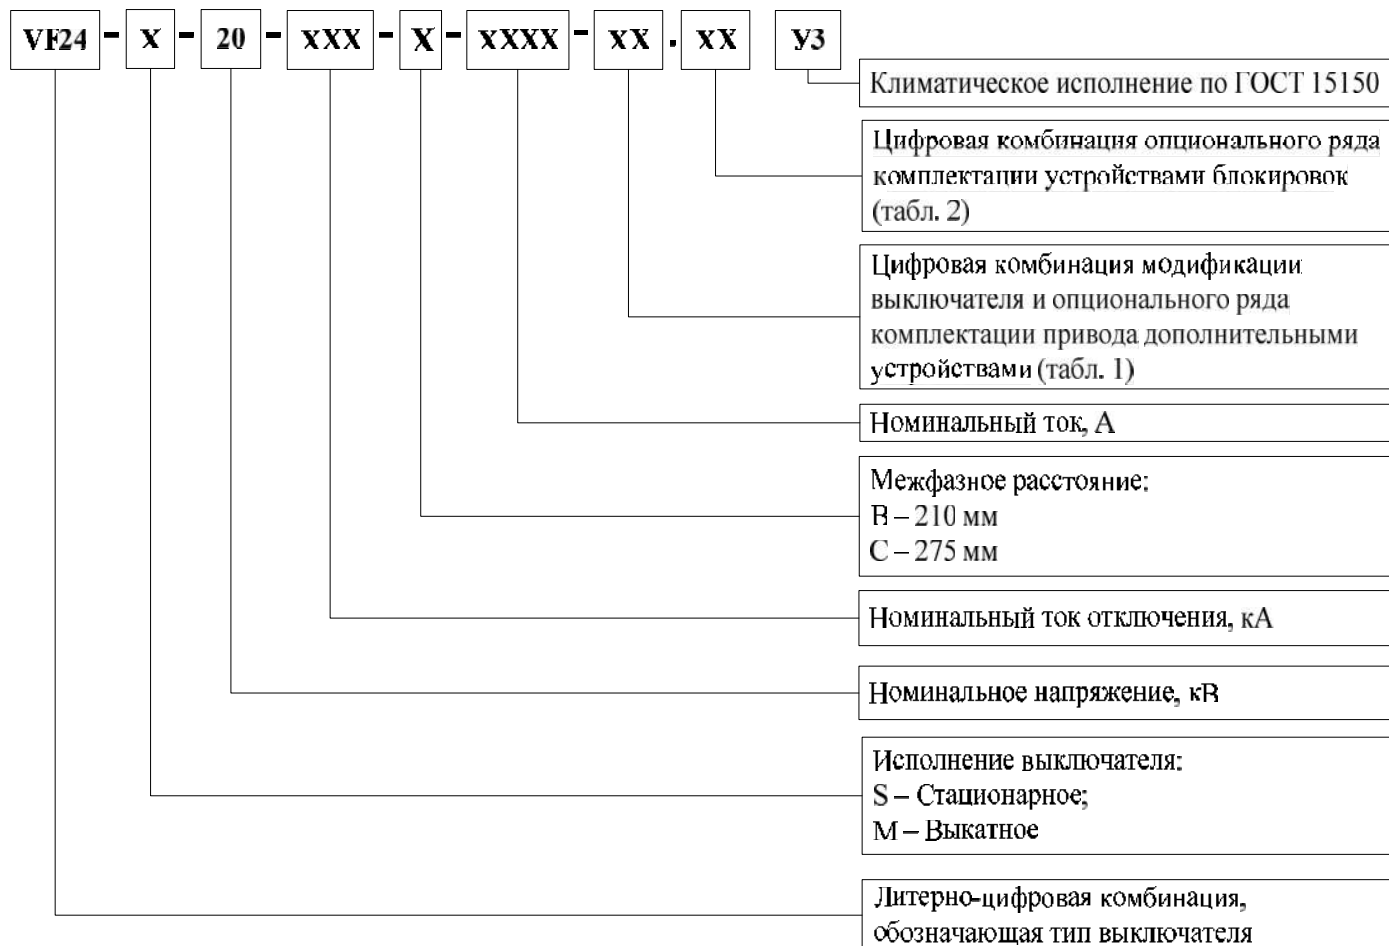 VF24 - X - 20 - xXX - X - xXXX - xX . xX У3
Климатическое исполнение по ГОСТ 15150
Цифровая комбинация опционального ряда
комплектации устройствами блокировок
(табл. 2)
Цифровая комбинация модификации
выключателя и опционального ряда
комплектации привода дополнительными
устройствами (табл. 1)
Номинальный ток, А
Межфазное расстояние:
В – 210 мм
С – 275 мм
Номинальный ток отключения, кА
Номинальное напряжение, кВ
Исполнение выключателя:
S – Стационарное;
М – Выкатное
Литерно-цифровая комбинация,
обозначающая тип выключателя